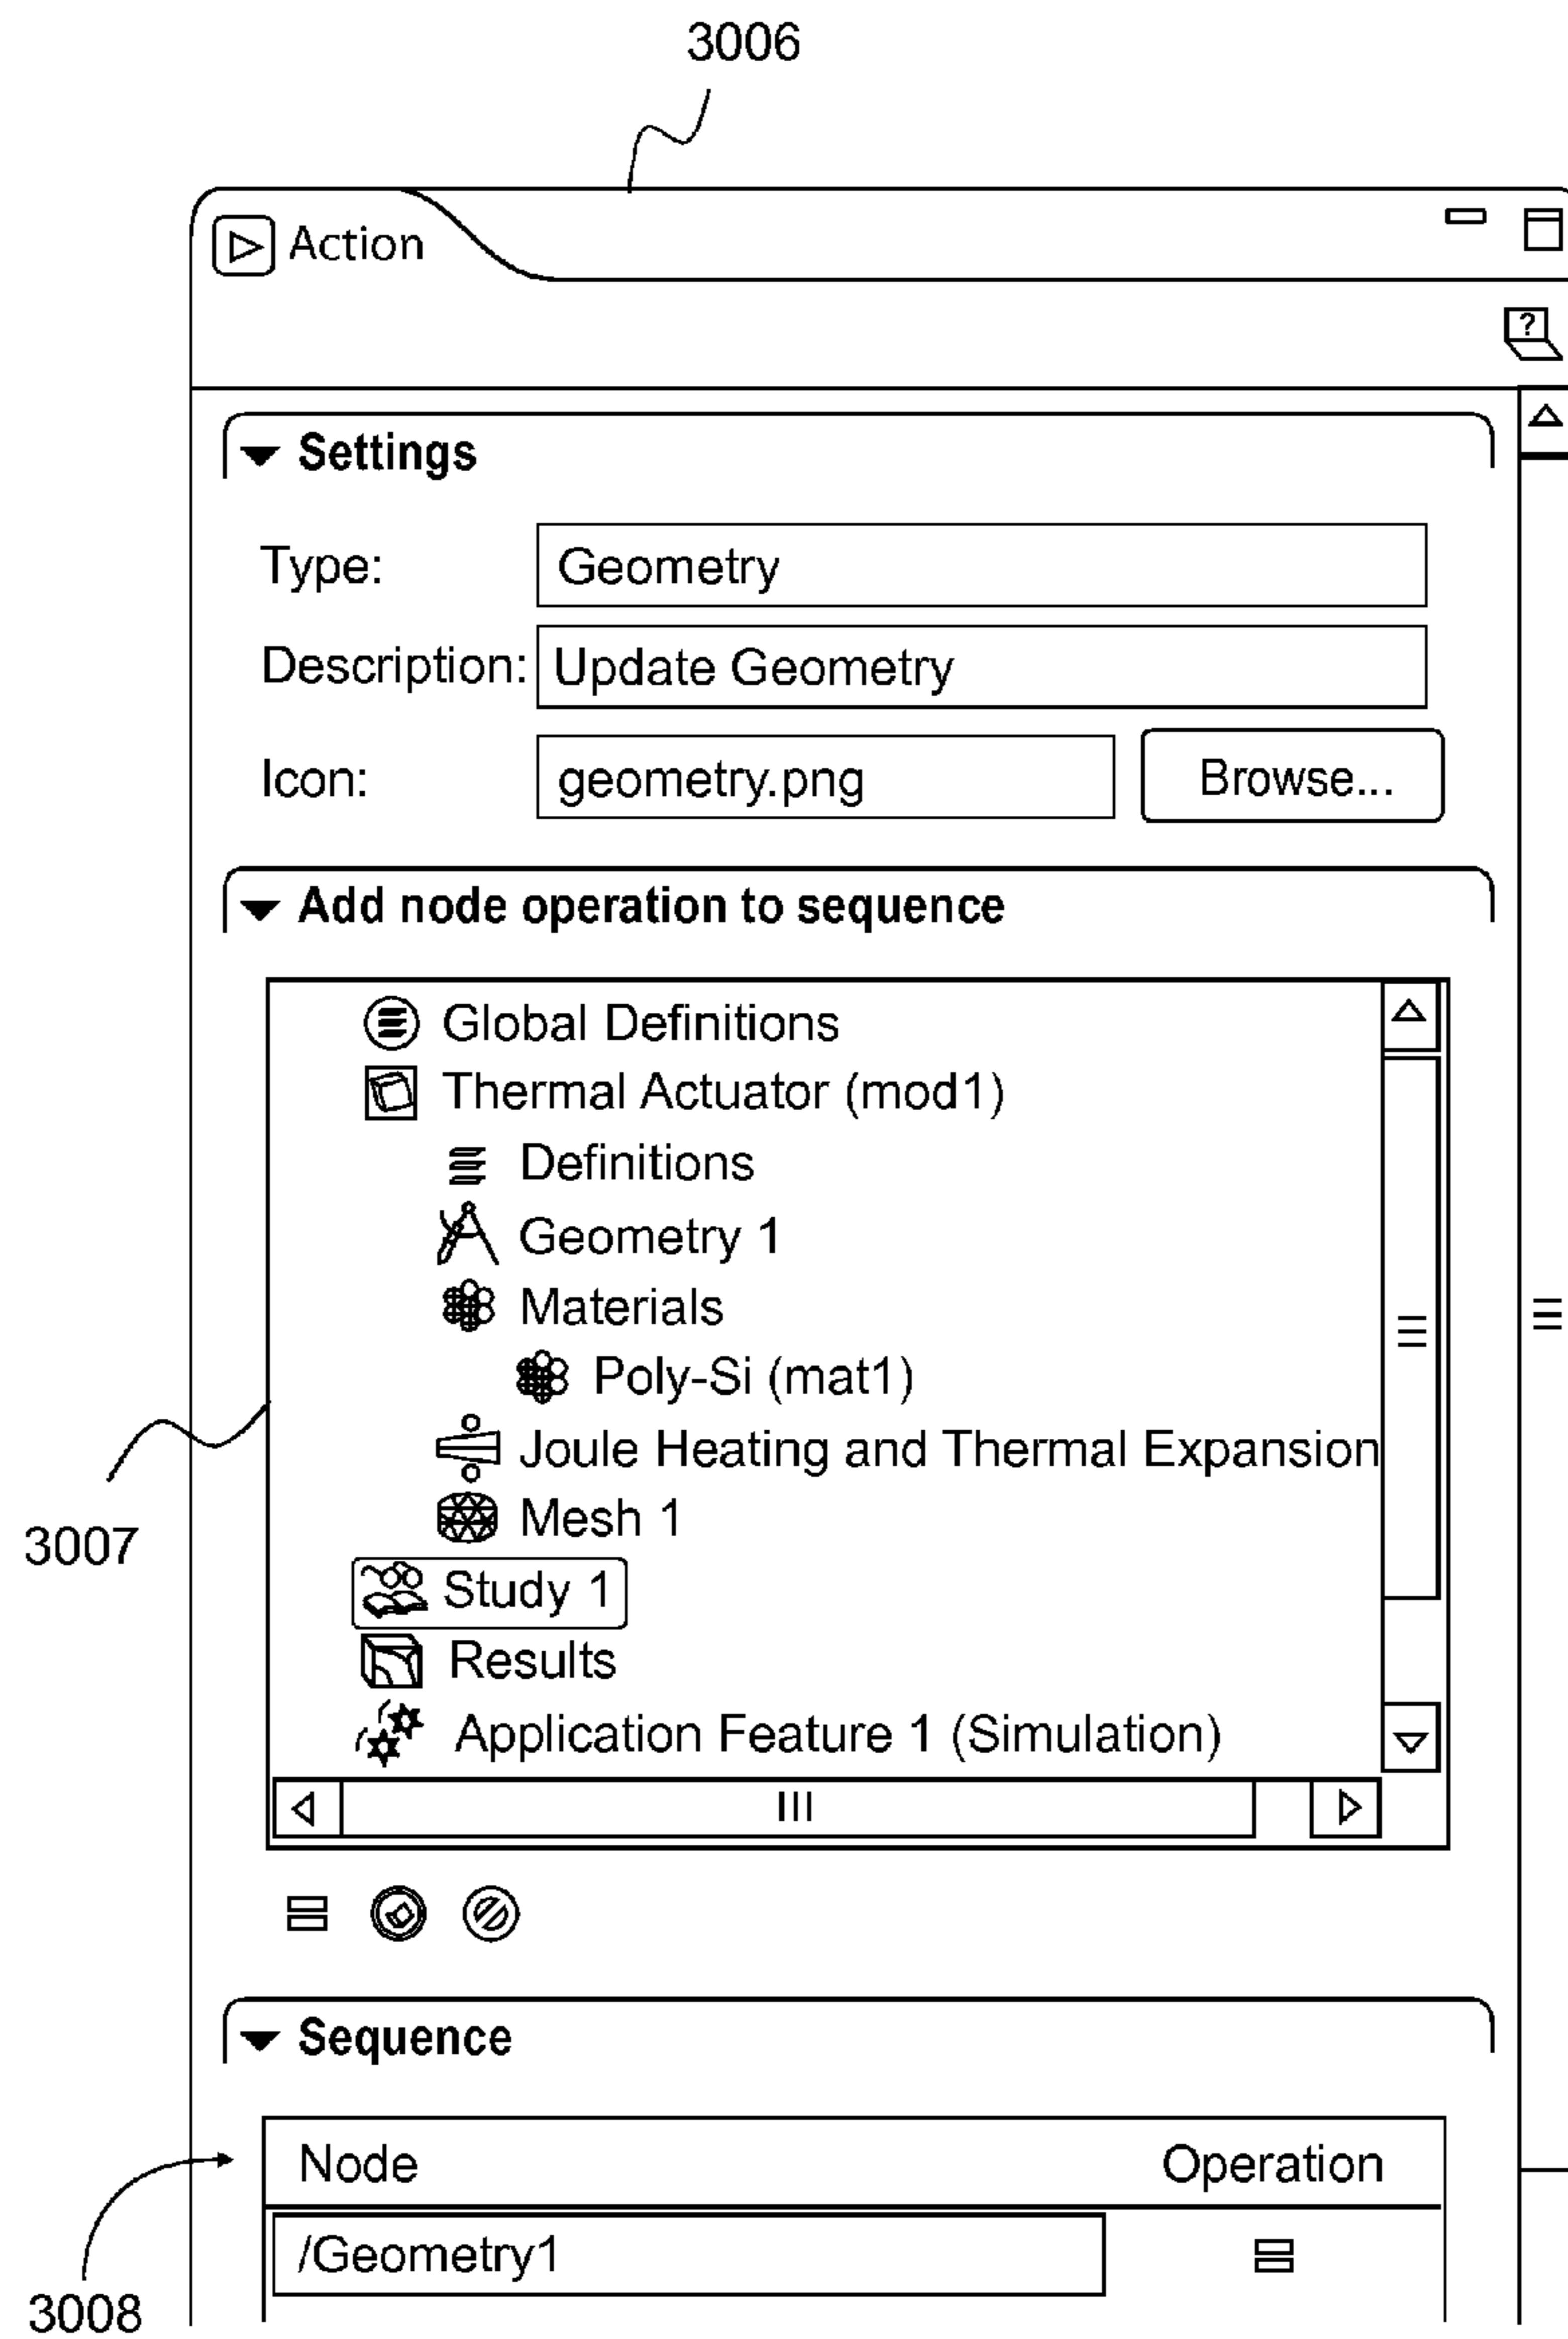 3006
Action
?
Settings
Type: Geometry
Description: Update Geometry
Icon: geometry.png Browse...
Add node operation to sequence
Global Definitions
Thermal Actuator (mod1)
Definitions
Geometry 1
Materials
Poly-Si (mat1)
Joule Heating and Thermal Expansion
Mesh 1
3007
Study 1
Results
Application Feature 1 (Simulation)
Sequence
Node Operation
/Geometry1
3008